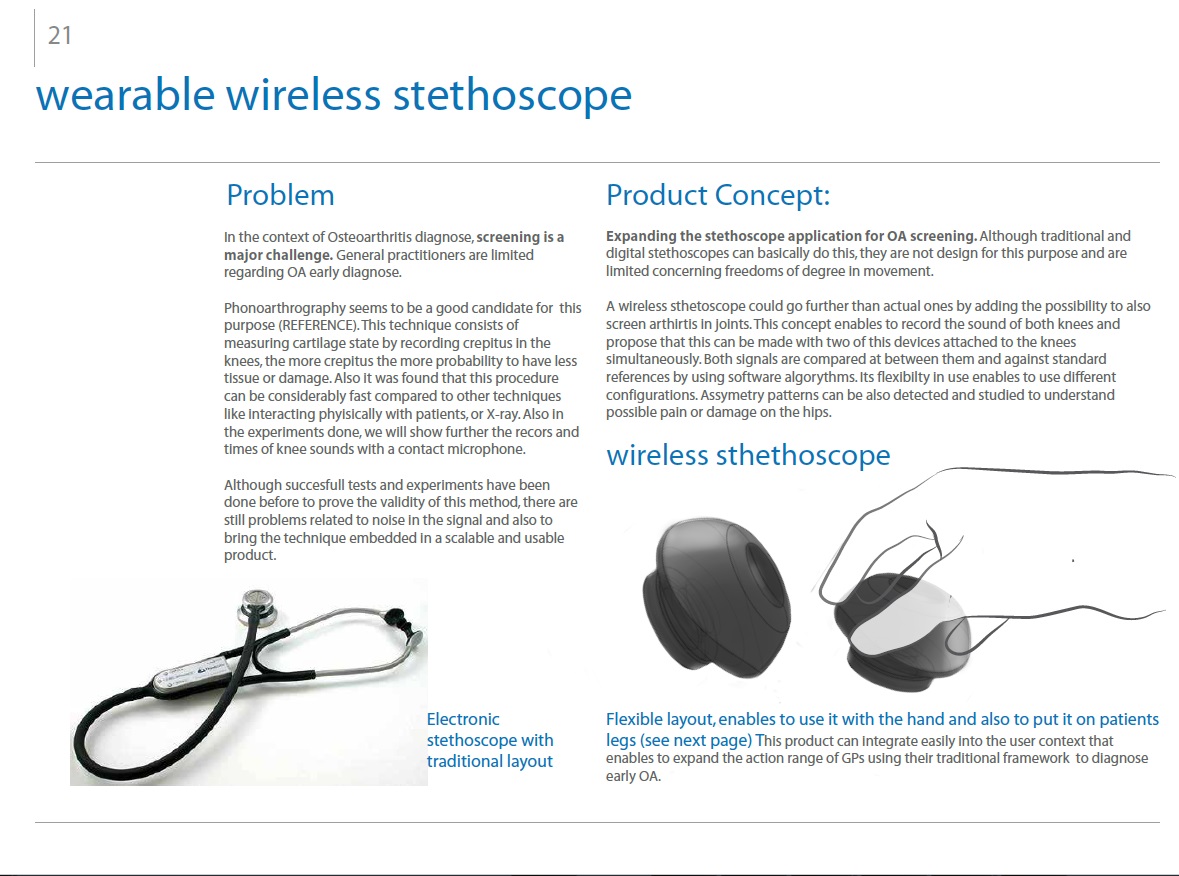 21
wearable wireless stethoscope
Problem
In the context of Osteoarthritis diagnose, screening is a
major challenge. General practitioners are limited
regarding OA early diagnose.
Phonoarthrography seems to be a good candidate for this
purpose (REFERENCE). This technique consists of
measuring cartilage state by recording crepitus in the
knees, the more crepitus the more probability to have less
tissue or damage. Also it was found that this procedure
can be considerably fast compared to other techniques
like interacting phyisically with patients, or X-ray. Also in
the experiments done, we will show further the recors and
times of knee sounds with a contact microphone.
Although succesfull tests and experiments have been
done before to prove the validity of this method, there are
still problems related to noise in the signal and also to
bring the technique embedded in a scalable and usable
product.
Electronic
stethoscope with
traditional layout
Product Concept:
Expanding the stethoscope application for OA screening. Although traditional and
digital stethoscopes can basically do this, they are not design for this purpose and are
limited concerning freedoms of degree in movement.
A wireless sthetoscope could go further than actual ones by adding the possibility to also
screen arthirtis in joints. This concept enables to record the sound of both knees and
propose that this can be made with two of this devices attached to the knees
simultaneously. Both signals are compared at between them and against standard
references by using software algorythms. Its flexibilty in use enables to use different
configurations. Assymetry patterns can be also detected and studied to understand
possible pain or damage on the hips.
wireless sthethoscope
Flexible layout, enables to use it with the hand and also to put it on patients
legs (see next page) This product can integrate easily into the user context that
enables to expand the action range of GPs using their traditional framework to diagnose
early OA.